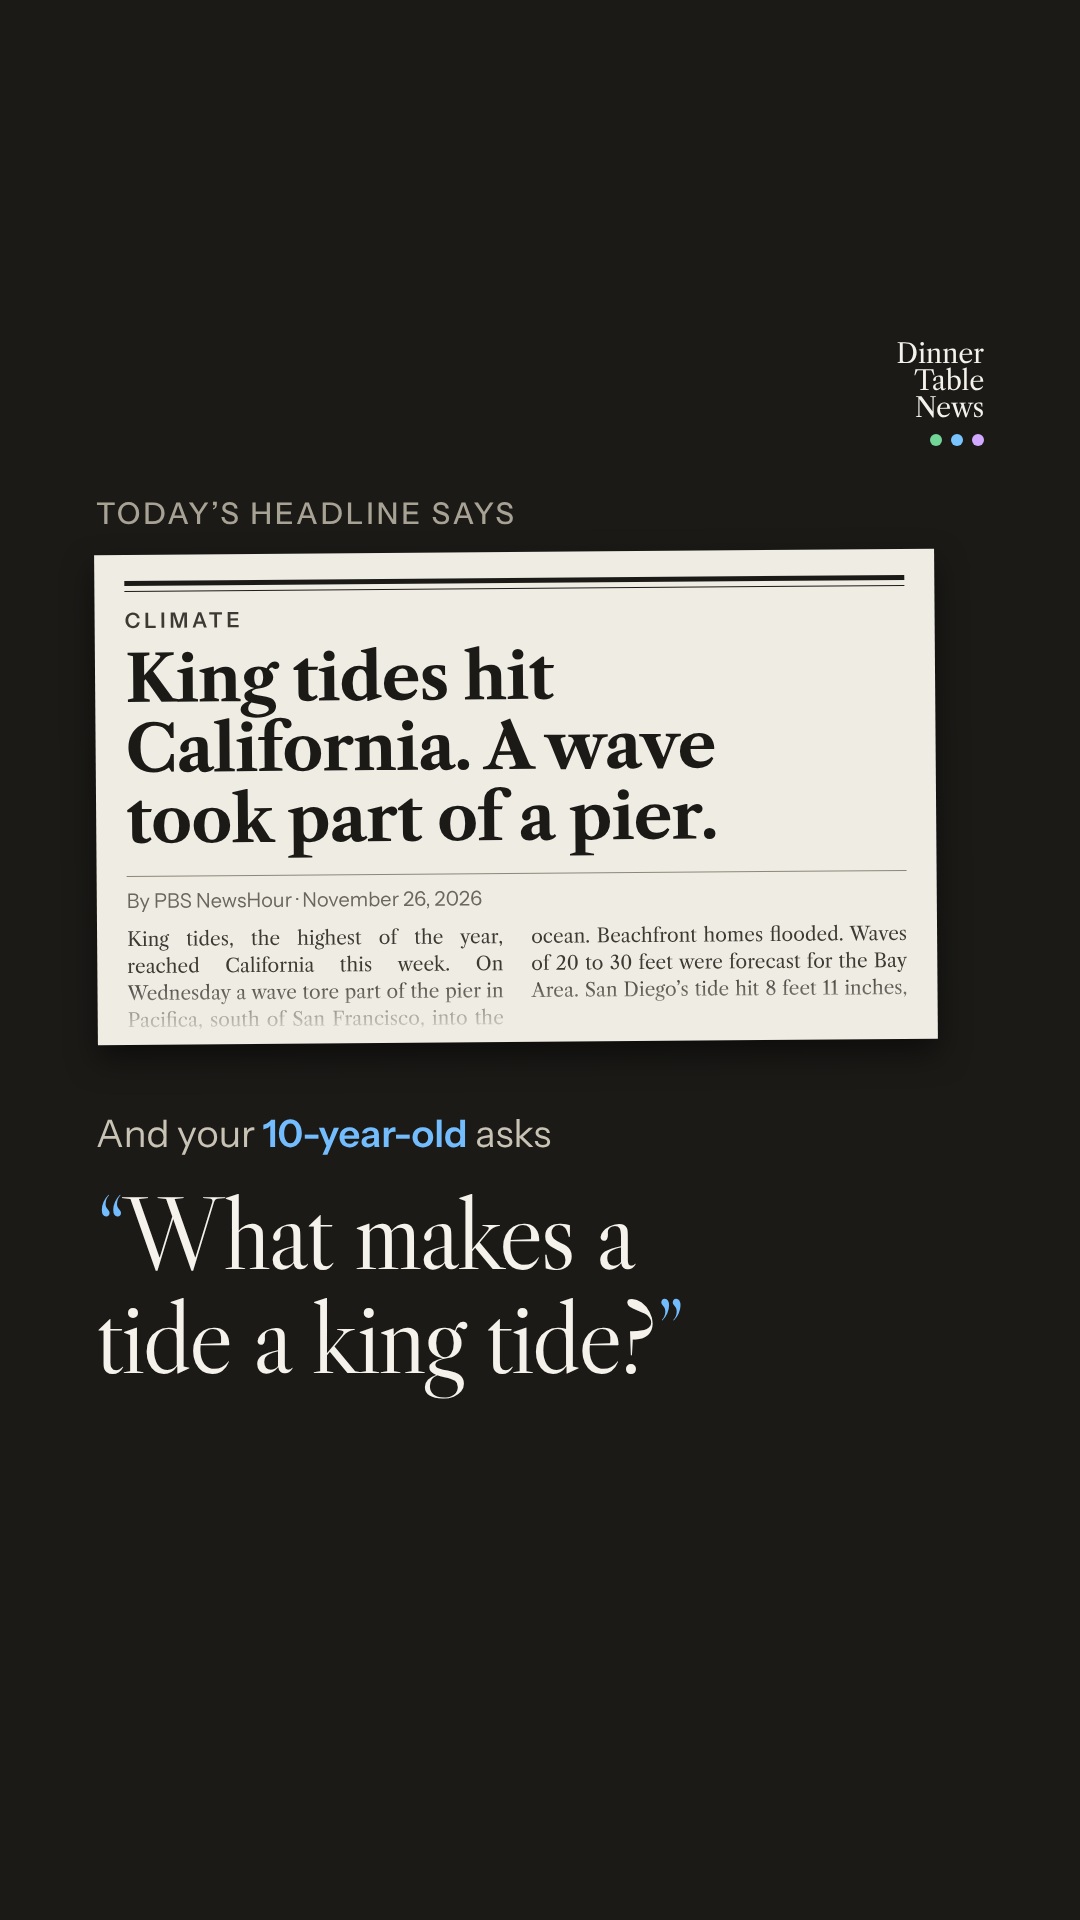 Dinner
Table
News
TODAY’S HEADLINE SAYS
CLIMATE
King tides hit
California. A wave
took part of a pier.
By PBS NewsHour · November 26, 2026
King tides, the highest of the year,
reached California this week. On
Wednesday a wave tore part of the pier in
Pacifica, south of San Francisco, into the
ocean. Beachfront homes flooded. Waves
of 20 to 30 feet were forecast for the Bay
Area. San Diego’s tide hit 8 feet 11 inches,
And your 10-year-old asks
“What makes a
tide a king tide?”